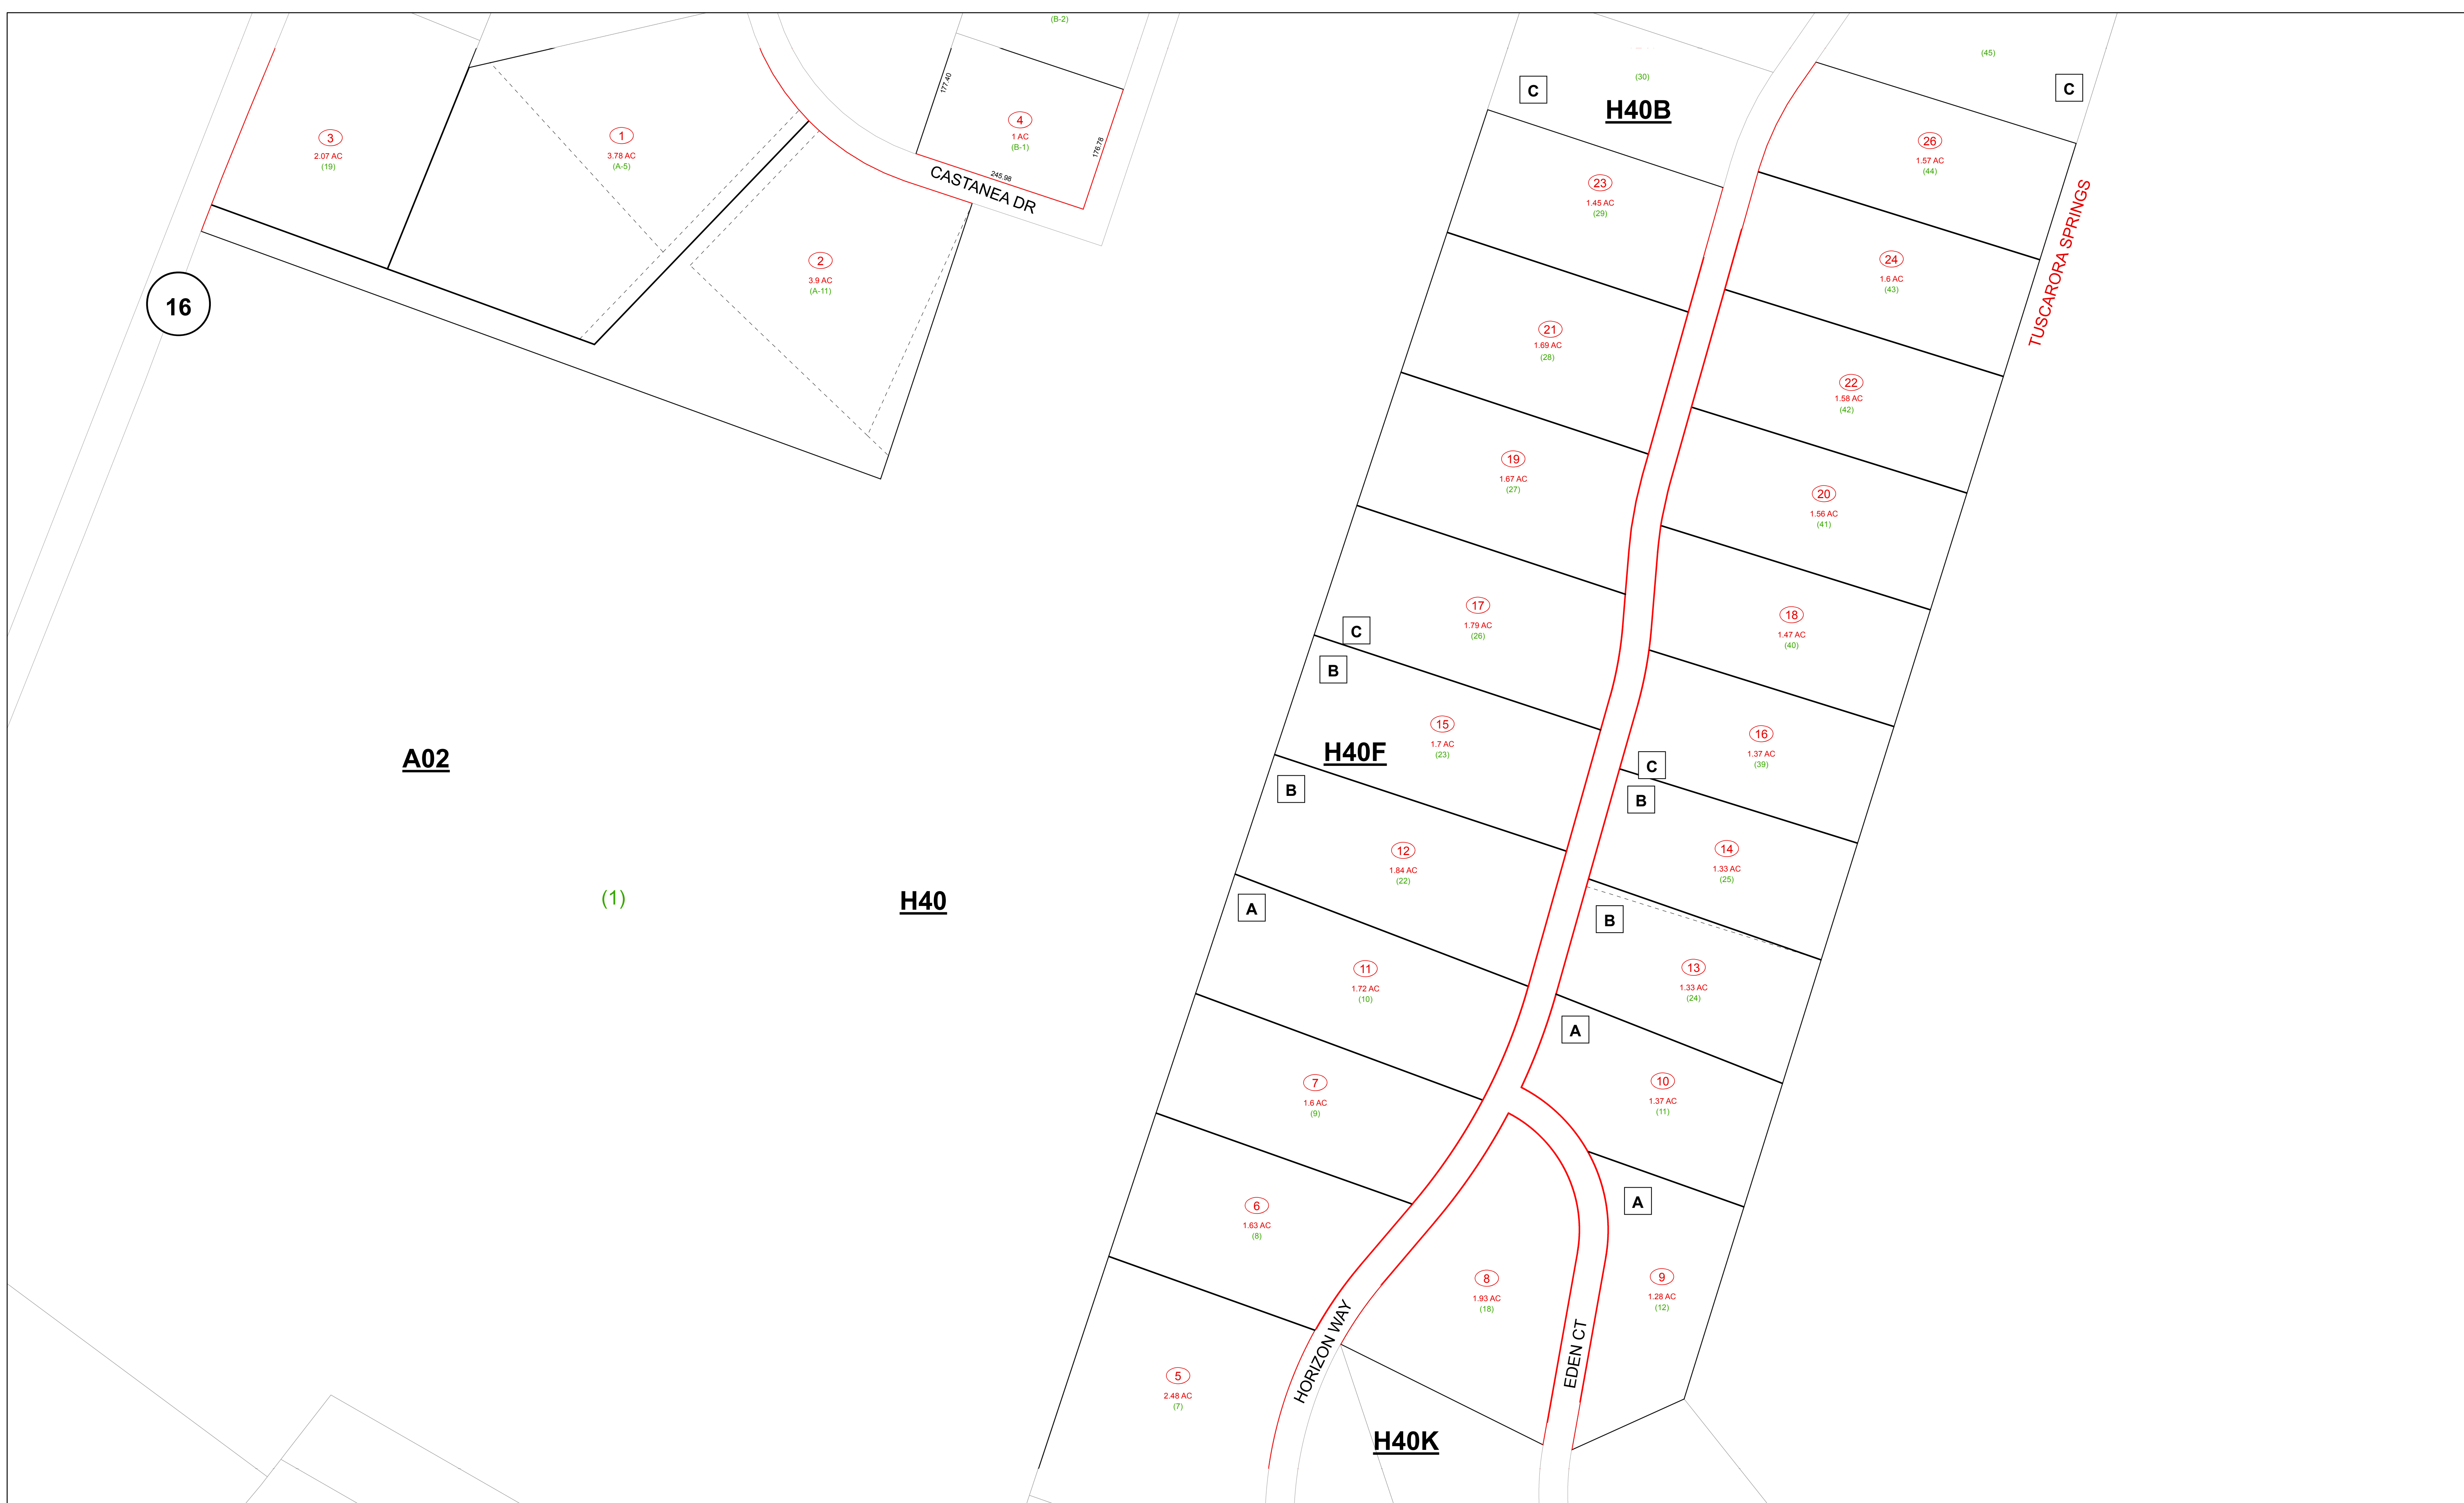 (B-2)
(45)
(30)
C
C
H40B
177.40
4
1 AC
(B-1)
176.78
245.98
CASTANEA DR
3
2.07 AC
(19)
1
3.78 AC
(A-5)
26
1.57 AC
(44)
23
1.45 AC
(29)
TUSCARORA SPRINGS
2
3.9 AC
(A-11)
24
1.6 AC
(43)
16
21
1.69 AC
(28)
22
1.58 AC
(42)
19
1.67 AC
(27)
20
1.56 AC
(41)
17
1.79 AC
(26)
18
1.47 AC
(40)
C
B
15
1.7 AC
(23)
16
1.37 AC
(39)
H40F
A02
C
B
B
12
1.84 AC
(22)
14
1.33 AC
(25)
(1)
H40
A
B
11
1.72 AC
(10)
13
1.33 AC
(24)
A
7
1.6 AC
(9)
10
1.37 AC
(11)
A
6
1.63 AC
(8)
8
1.93 AC
(18)
9
1.28 AC
(12)
HORIZON WAY
EDEN CT
5
2.48 AC
(7)
H40K